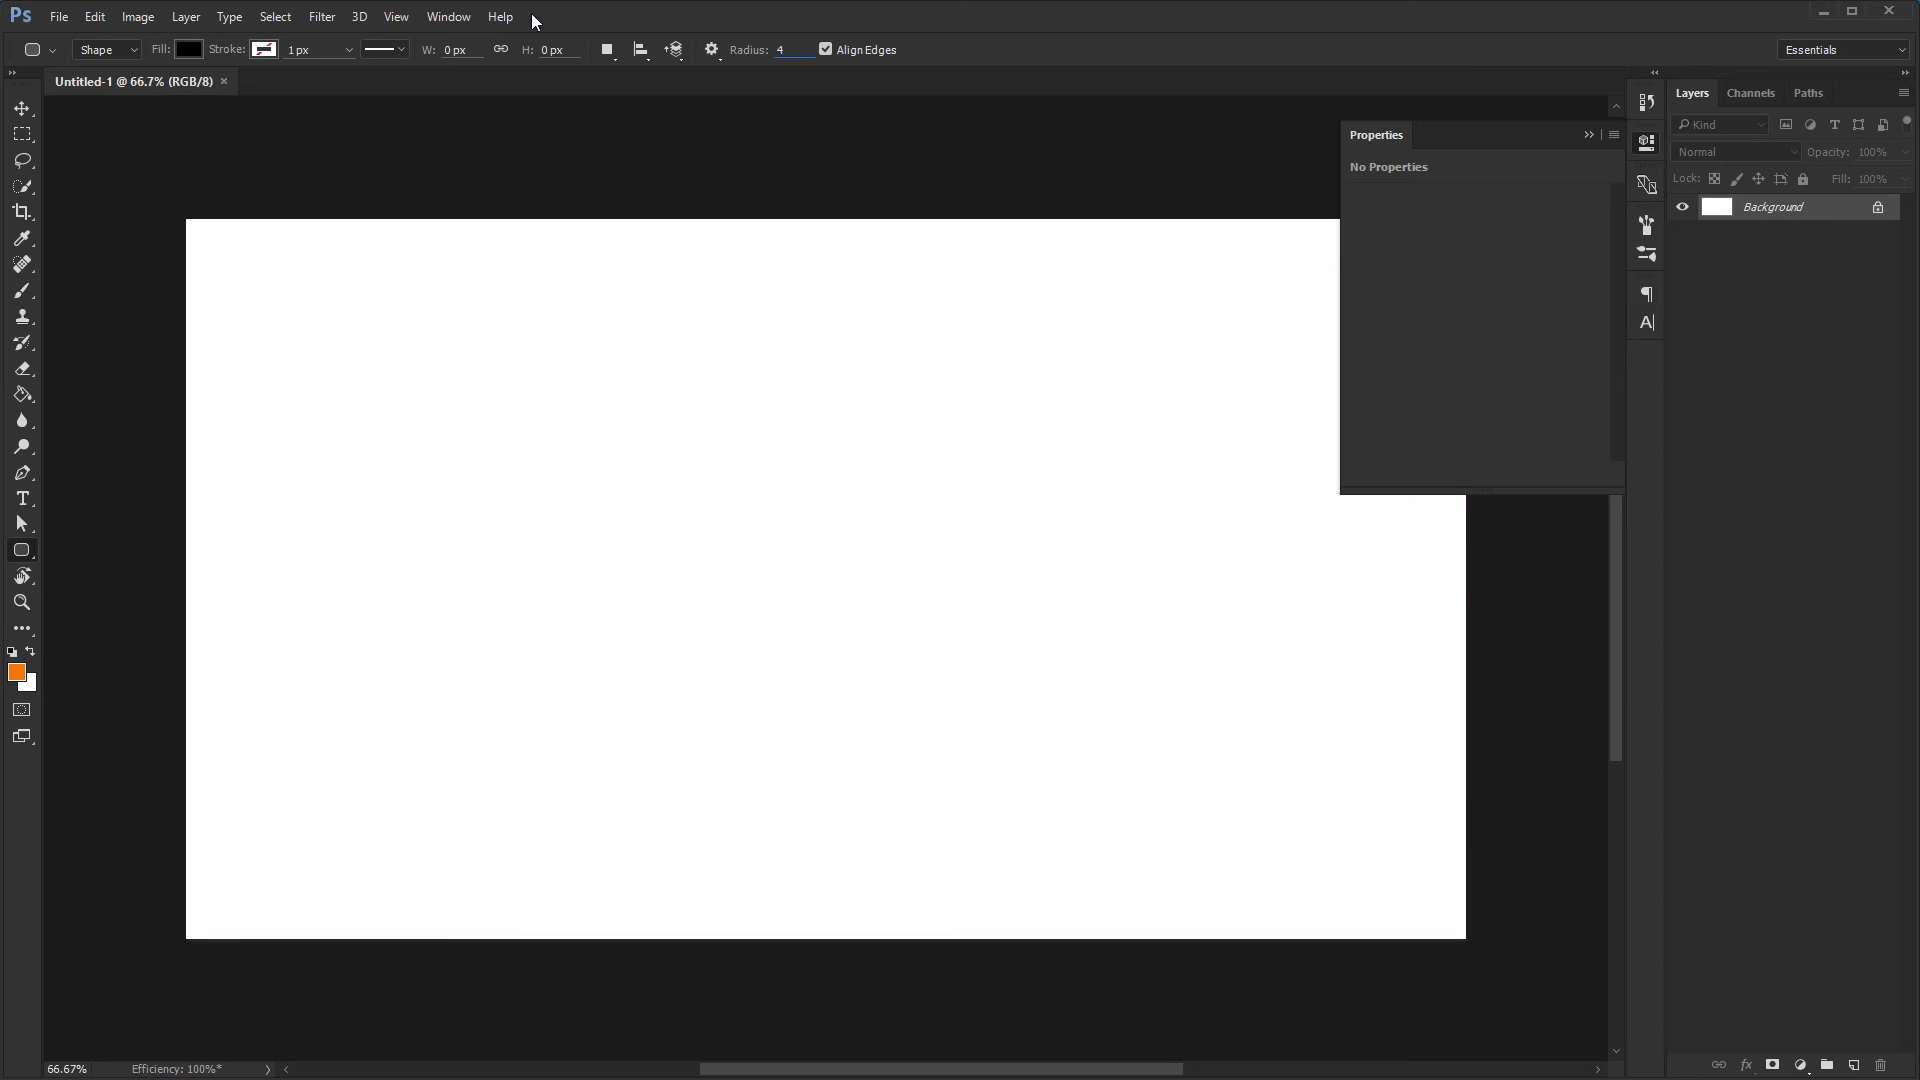 Ps File Edit Image Layer Type Select Filter 3D View Window Help
Shape Fill: Stroke: 1 px W: 0 px H: 0 px Radius: 4 Align Edges Essentials
Untitled-1 @ 66.7% (RGB/8) ×
Layers Channels Paths
Kind T
Normal Opacity: 100%
Lock: Fill: 100%
Background
Properties
No Properties
A
T
66.67% Efficiency: 100%*
fx